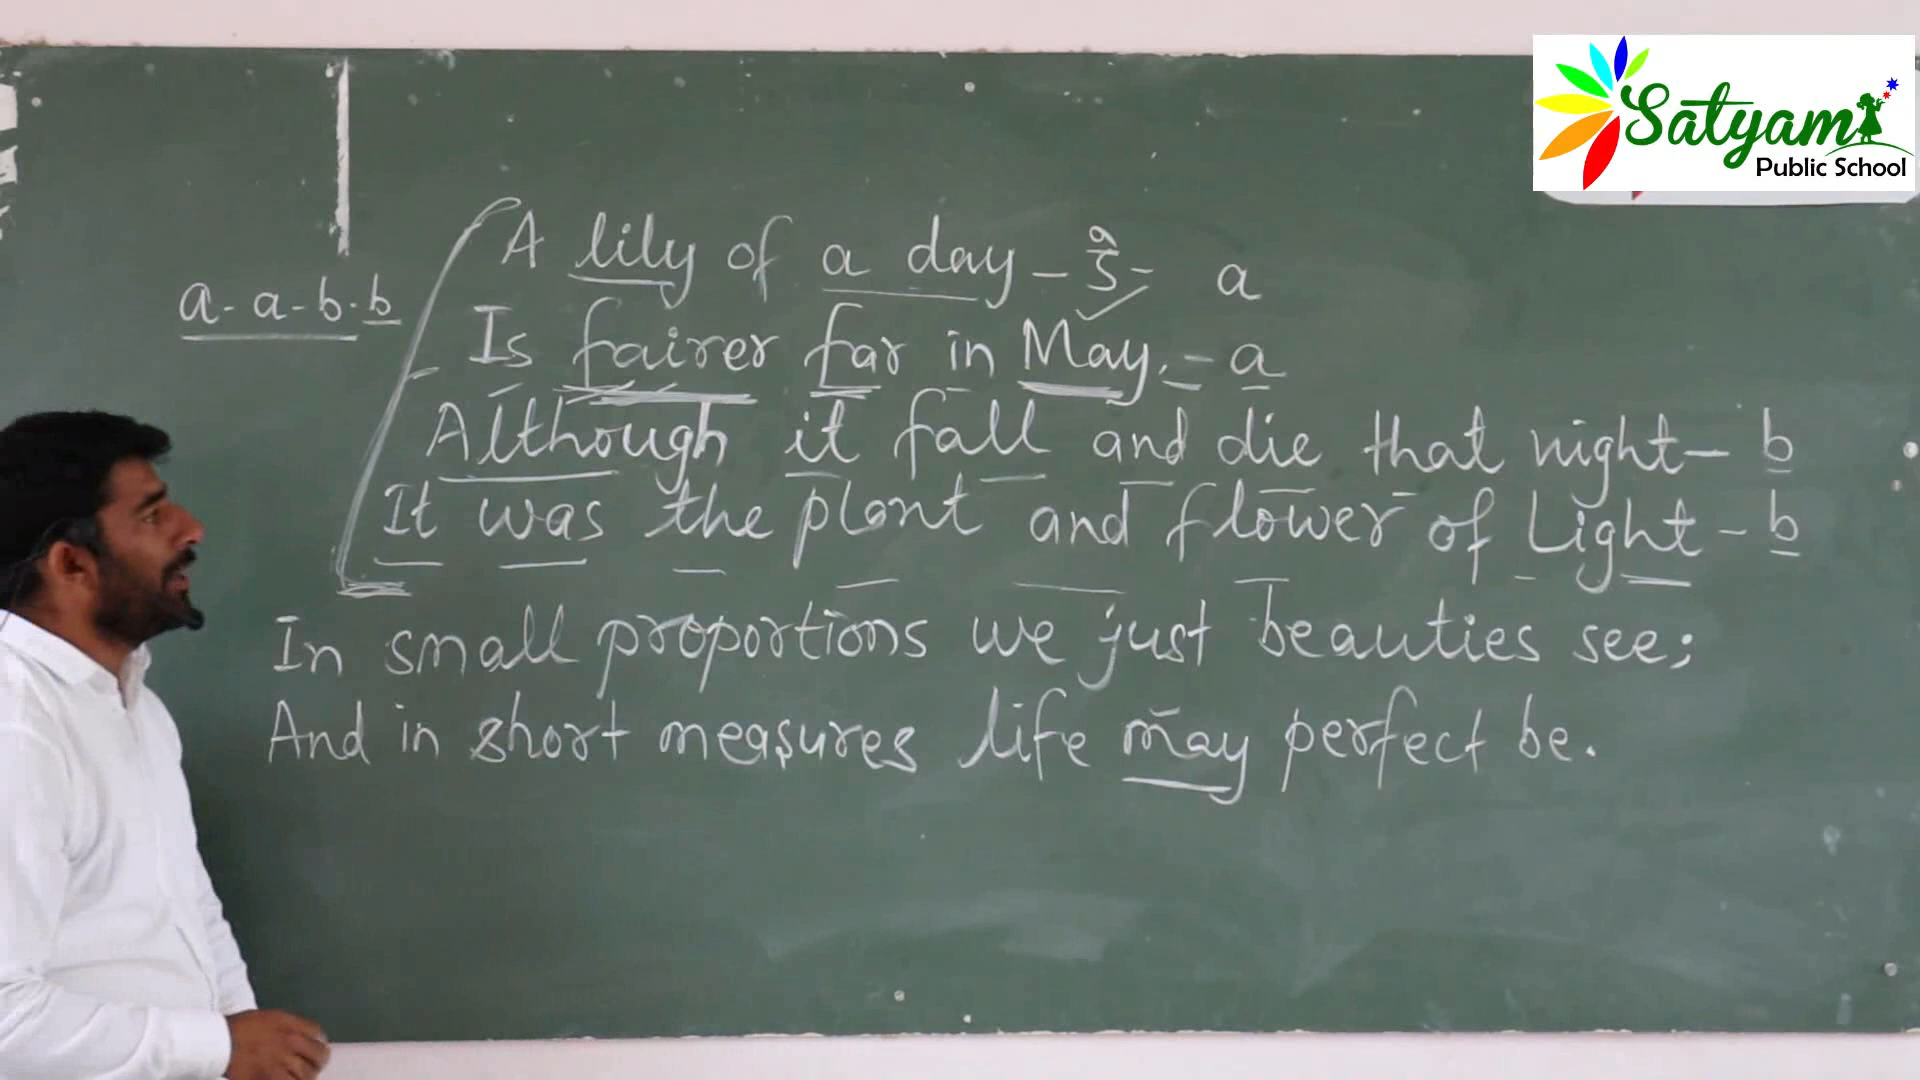 Satyam
Public School
a - a - b - b
A lily of a day - a
Is fairer far in May. - a
Although it fall and die that night - b
It was the plant and flower of Light - b
In small proportions we just beauties see;
And in short measures life may perfect be.